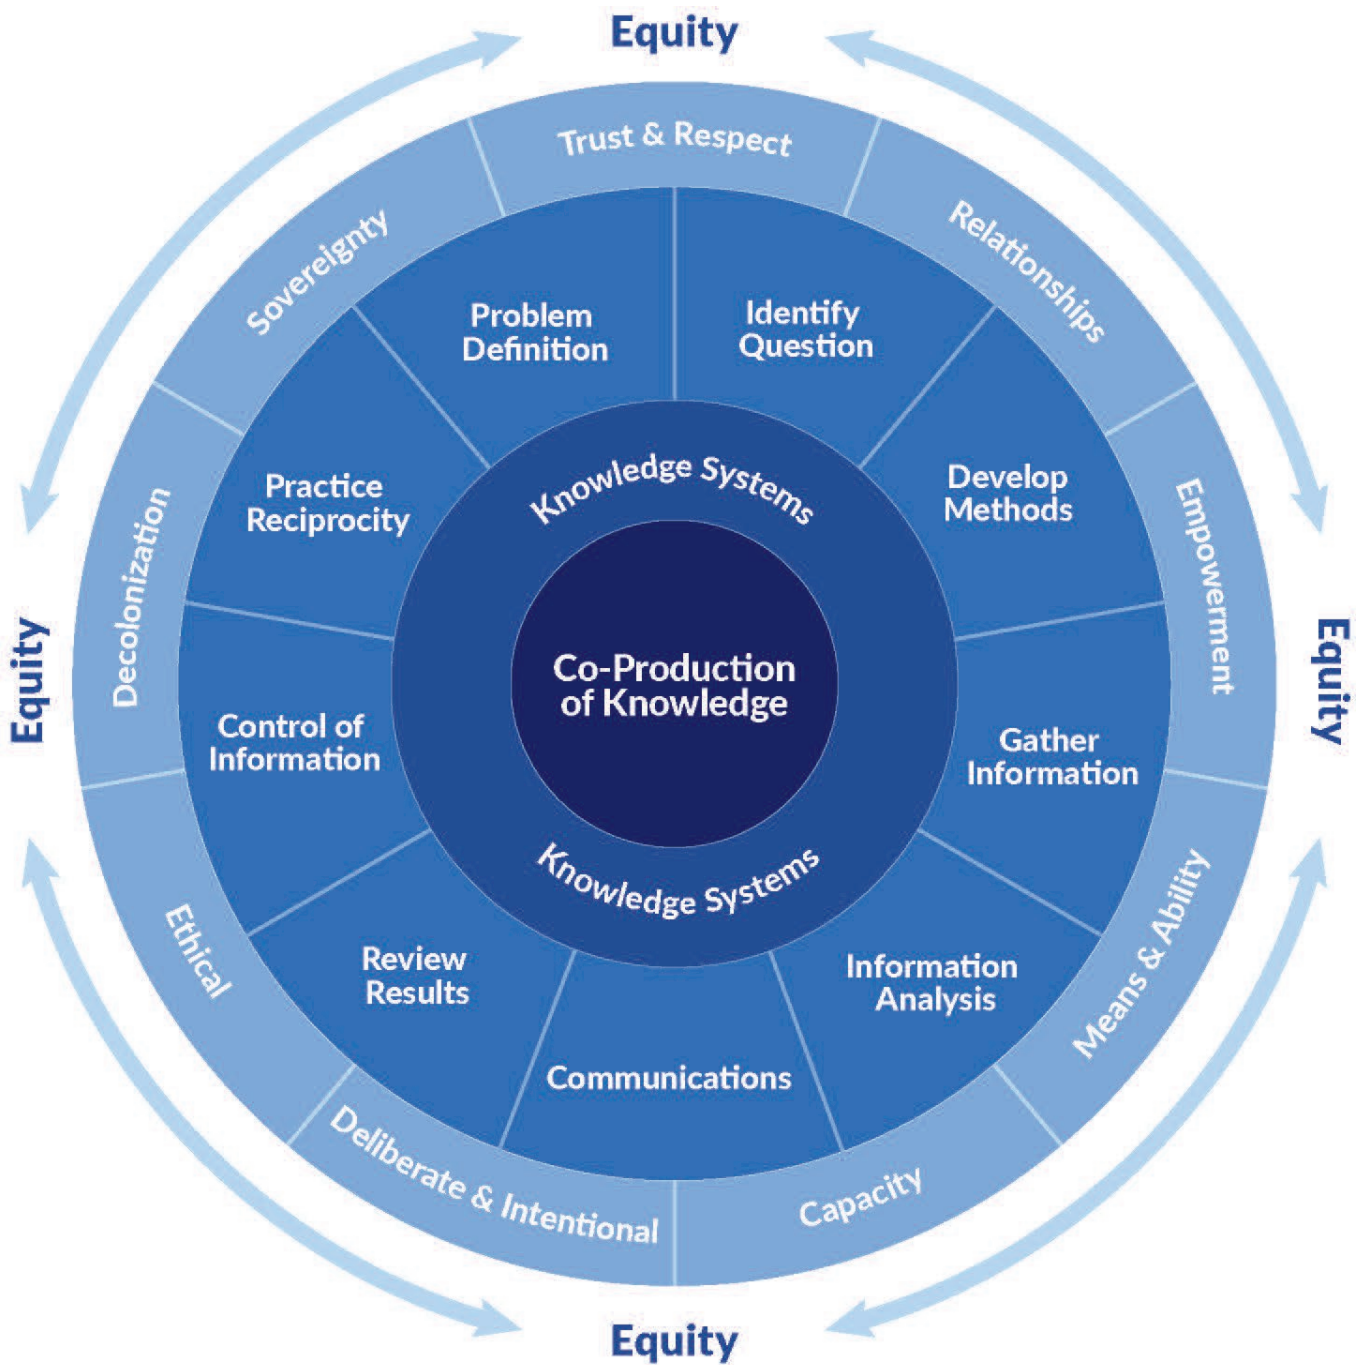 Equity
Trust & Respect
Relationships
Empowerment
Means & Ability
Capacity
Deliberate & Intentional
Ethical
Decolonization
Sovereignty
Problem
Definition
Identify
Question
Develop
Methods
Gather
Information
Information
Analysis
Communications
Review
Results
Control of
Information
Practice
Reciprocity
Knowledge Systems
Co-Production
of Knowledge
Knowledge Systems
Equity
Equity
Equity